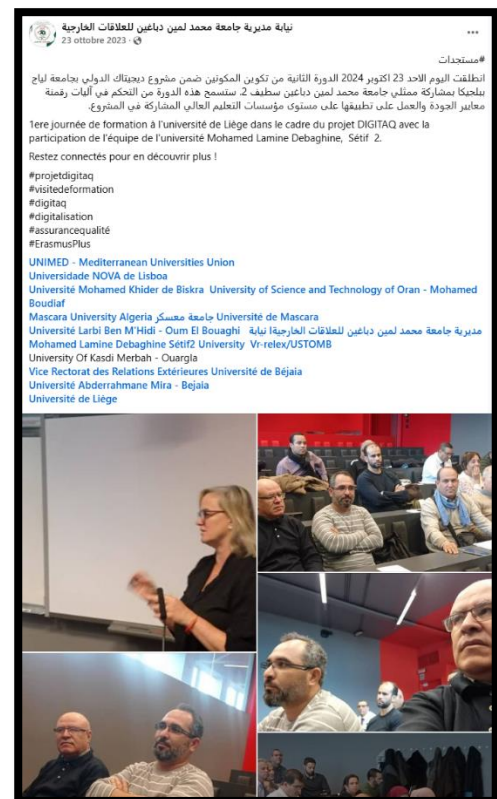 نيابة مديرية جامعة محمد لمين دباغين للعلاقات الخارجية
23 ottobre 2023 ·
#مستجدات
انطلقت اليوم الاحد 23 اكتوبر 2024 الدورة الثانية من تكوين المكونين ضمن مشروع ديجيتاك الدولي بجامعة لياج
ببلجيكا بمشاركة ممثلي جامعة محمد لمين دباغين سطيف 2. ستسمح هذه الدورة من التحكم في آليات رقمنة
معايير الجودة والعمل على تطبيقها على مستوى مؤسسات التعليم العالي المشاركة في المشروع.
1ere journée de formation à l'université de Liège dans le cadre du projet DIGITAQ avec la
participation de l'équipe de l'université Mohamed Lamine Debaghine, Sétif 2.
Restez connectés pour en découvrir plus !
#projetdigitaq
#visitedeformation
#digitaq
#digitalisation
#assurancequalité
#ErasmusPlus
UNIMED - Mediterranean Universities Union
Universidade NOVA de Lisboa
Université Mohamed Khider de Biskra University of Science and Technology of Oran - Mohamed
Boudiaf
Mascara University Algeria جامعة معسكر Université de Mascara
Université Larbi Ben M'Hidi - Oum El Bouaghi مديرية جامعة محمد لمين دباغين للعلاقات الخارجيةا نيابة
Mohamed Lamine Debaghine Sétif2 University Vr-relex/USTOMB
University Of Kasdi Merbah - Ouargla
Vice Rectorat des Relations Extérieures Université de Béjaia
Université Abderrahmane Mira - Bejaia
Université de Liège